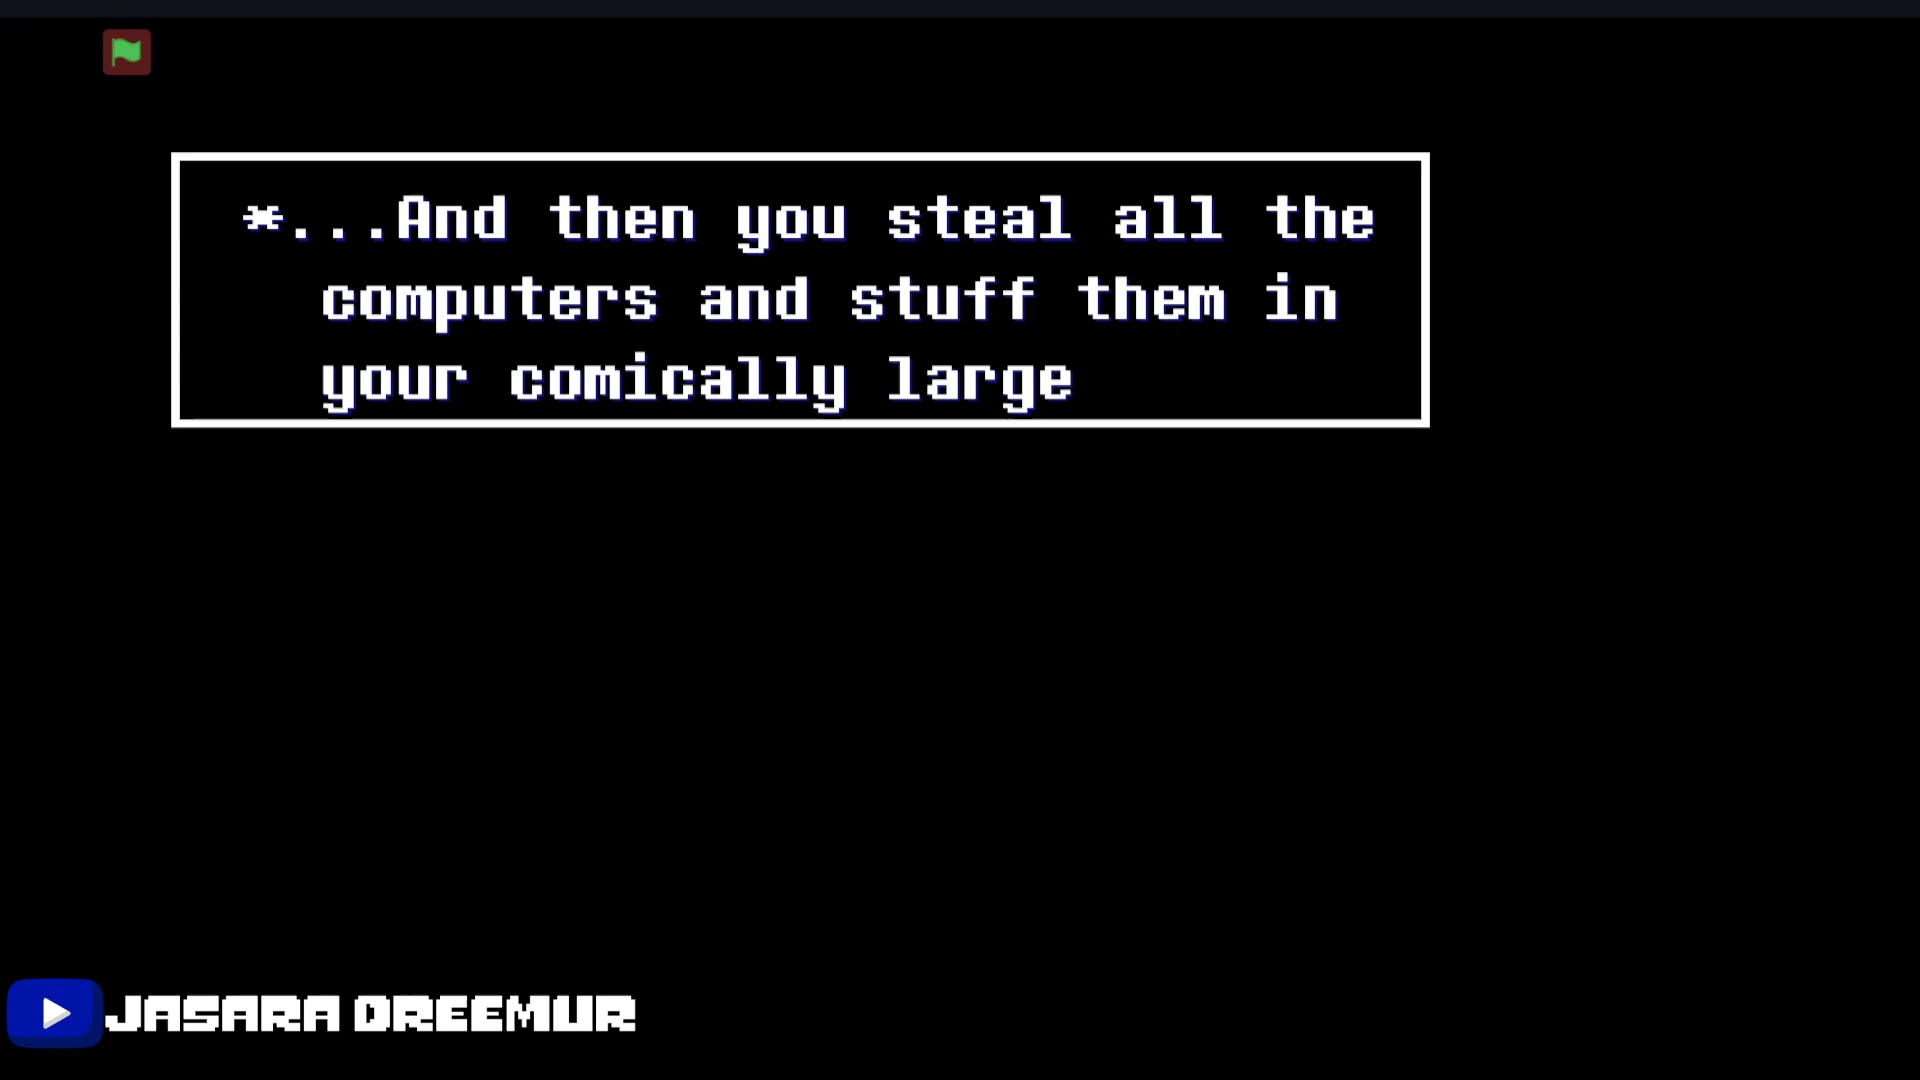 *...And then you steal all the
computers and stuff them in
your comically large
JASARA DREEMUR